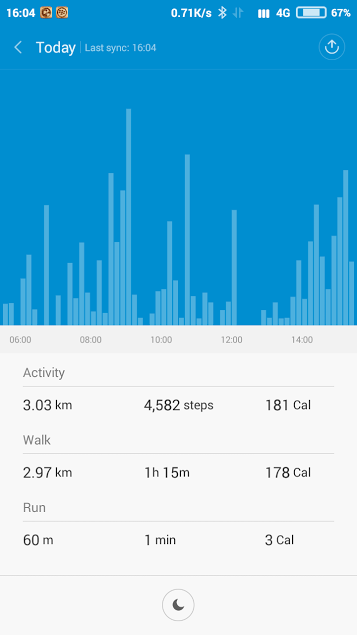 16:04 0.71K/s 4G 67%
Today Last sync: 16:04
06:00 08:00 10:00 12:00 14:00
Activity
3.03 km 4,582 steps 181 Cal
Walk
2.97 km 1h 15m 178 Cal
Run
60 m 1 min 3 Cal